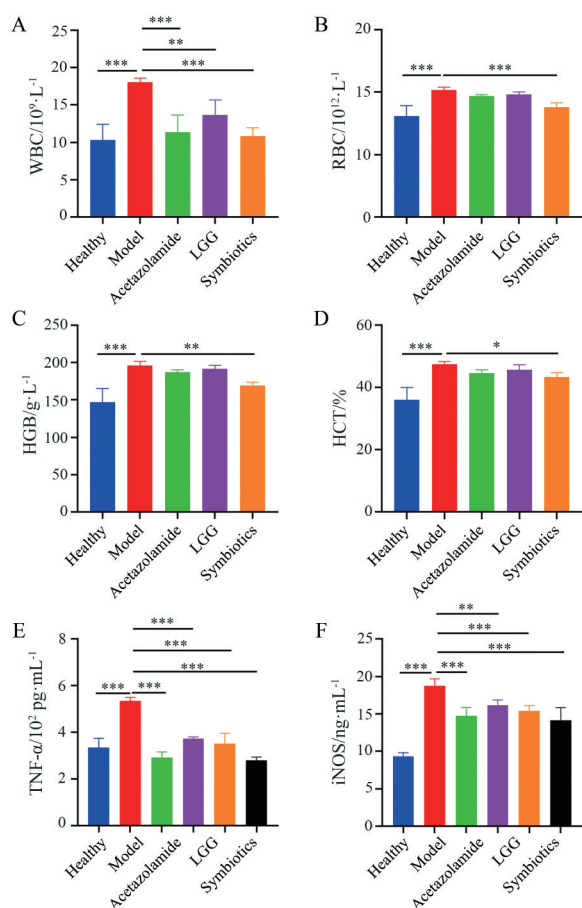 A
WBC/10⁹·L⁻¹
25
20
15
10
5
0
***
***
**
***
Healthy
Model
Acetazolamide
LGG
Symbiotics
B
RBC/10¹²·L⁻¹
20
15
10
0
***
***
Healthy
Model
Acetazolamide
LGG
Symbiotics
C
HGB/g·L⁻¹
250
200
150
100
50
0
***
**
Healthy
Model
Acetazolamide
LGG
Symbiotics
D
HCT/%
60
40
20
0
***
*
Healthy
Model
Acetazolamide
LGG
Symbiotics
E
TNF-α/10² pg·mL⁻¹
8
6
4
2
0
***
***
***
*** ***
Healthy
Model
Acetazolamide
LGG
Symbiotics
F
iNOS/ng·mL⁻¹
25
20
15
10
5
0
**
***
***
*** ***
Healthy
Model
Acetazolamide
LGG
Symbiotics